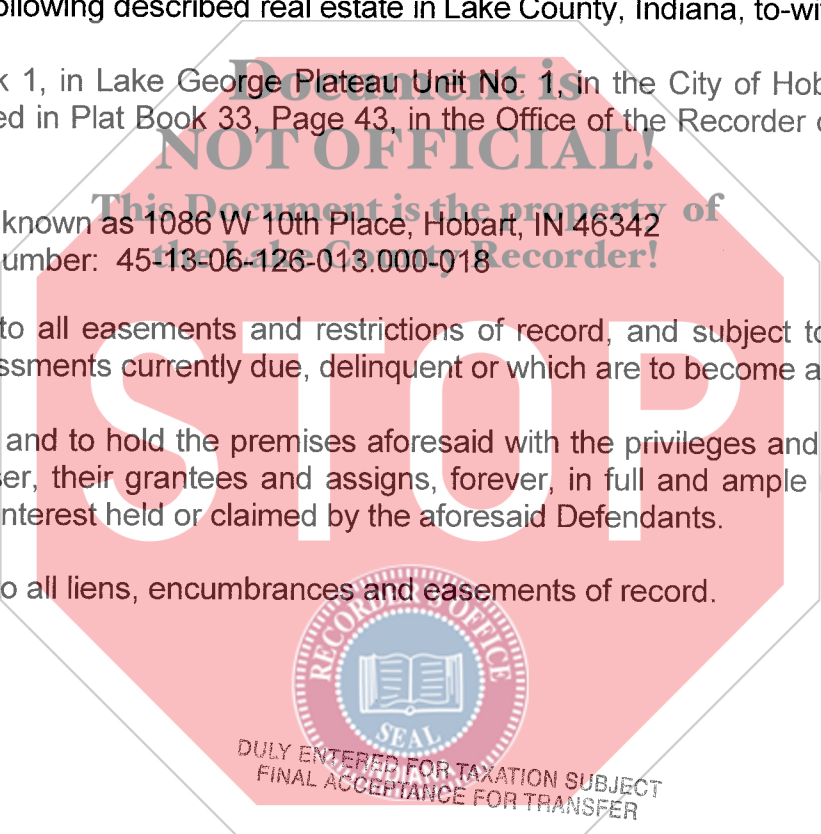 ollowing described real estate in Lake County, Indiana, to-wi
k 1, in Lake George Plateau Unit No. 1, in the City of Hob
ed in Plat Book 33, Page 43, in the Office of the Recorder
Document is
NOT OFFICIAL!
This Document is the property of
the Lake County Recorder!
known as 1086 W 10th Place, Hobart, IN 46342
umber: 45-13-06-126-013.000-018
to all easements and restrictions of record, and subject to
ssments currently due, delinquent or which are to become a
and to hold the premises aforesaid with the privileges and
er, their grantees and assigns, forever, in full and ample
nterest held or claimed by the aforesaid Defendants.
o all liens, encumbrances and easements of record.
STOP
RECORDER'S OFFICE
SEAL
INDIANA
DULY ENTERED FOR TAXATION SUBJECT
FINAL ACCEPTANCE FOR TRANSFER